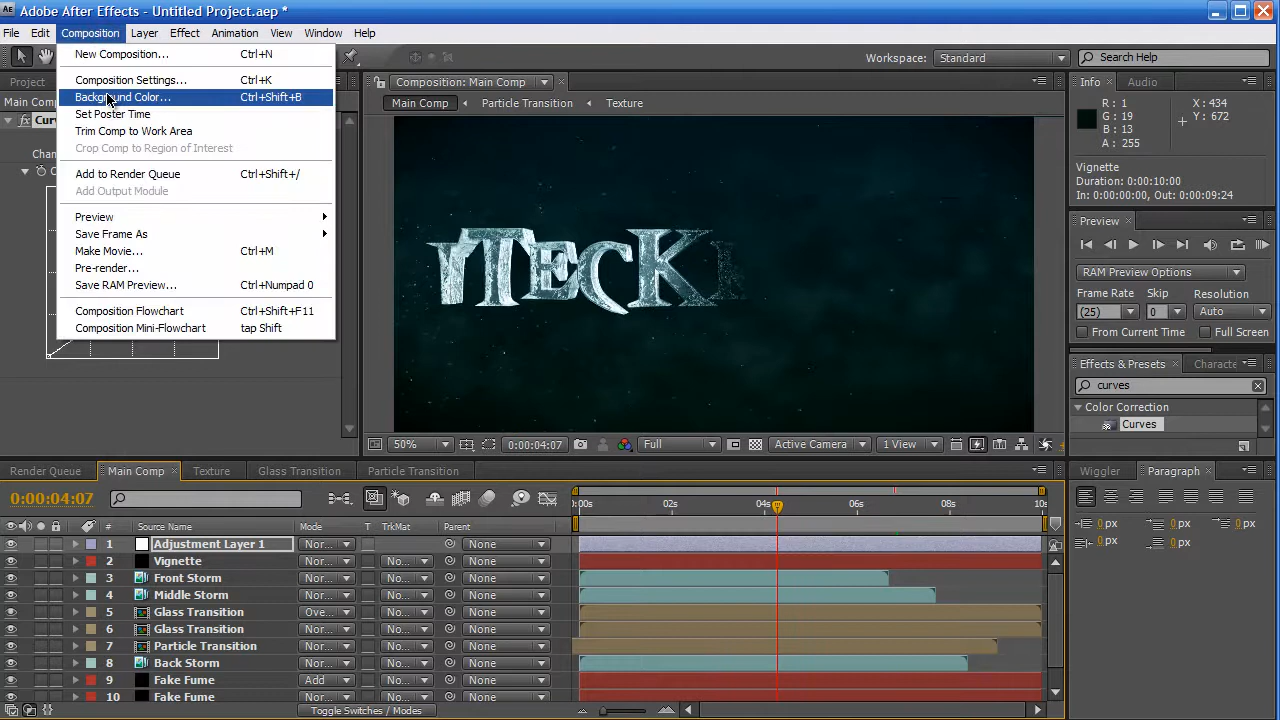 Adobe After Effects - Untitled Project.aep *
File Edit Composition Layer Effect Animation View Window Help
Workspace: Standard Search Help
New Composition... Ctrl+N
Composition Settings... Ctrl+K
Background Color... Ctrl+Shift+B
Set Poster Time
Trim Comp to Work Area
Crop Comp to Region of Interest
Add to Render Queue Ctrl+Shift+/
Add Output Module
Preview
Save Frame As
Make Movie... Ctrl+M
Pre-render...
Save RAM Preview... Ctrl+Numpad 0
Composition Flowchart Ctrl+Shift+F11
Composition Mini-Flowchart tap Shift
Project
Main Com
Curv
Chan
Composition: Main Comp
Main Comp Particle Transition Texture
TECK
50% 0:00:04:07 Full Active Camera 1 View
Info Audio
R : 1 X : 434
G : 19 Y : 672
B : 13
A : 255
Vignette
Duration: 0:00:10:00
In: 0:00:00:00, Out: 0:00:09:24
Preview
RAM Preview Options
Frame Rate Skip Resolution
(25) 0 Auto
From Current Time Full Screen
Effects & Presets Characte
curves
Color Correction
Curves
Render Queue Main Comp Texture Glass Transition Particle Transition
0:00:04:07
:00s 02s 04s 06s 08s 10s
# Source Name Mode T TrkMat Parent
1 Adjustment Layer 1 Nor... None
2 Vignette Nor... No... None
3 Front Storm Nor... No... None
4 Middle Storm Nor... No... None
5 Glass Transition Ove... No... None
6 Glass Transition Nor... No... None
7 Particle Transition Nor... No... None
8 Back Storm Nor... No... None
9 Fake Fume Add No... None
10 Fake Fume Nor... No... None
Toggle Switches / Modes
Wiggler Paragraph
0 px 0 px 0 px
0 px 0 px